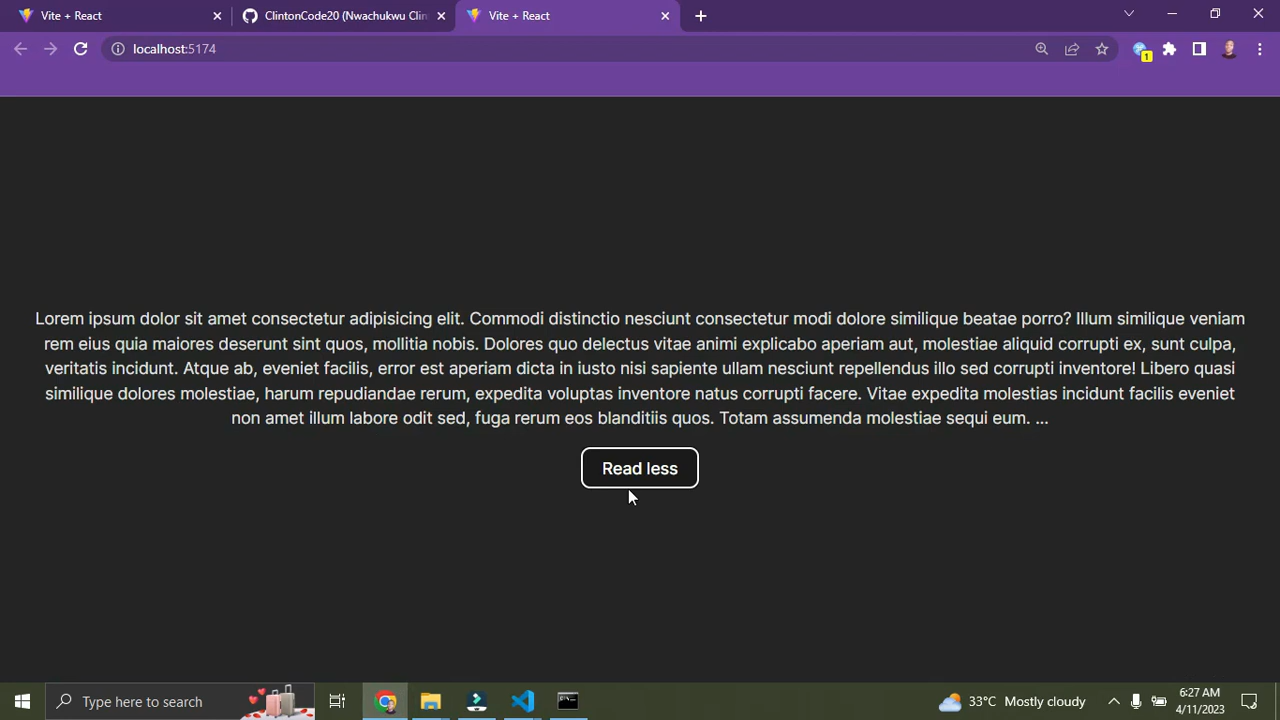 Vite + React
ClintonCode20 (Nwachukwu Clin
Vite + React
localhost:5174
1
Lorem ipsum dolor sit amet consectetur adipisicing elit. Commodi distinctio nesciunt consectetur modi dolore similique beatae porro? Illum similique veniam
rem eius quia maiores deserunt sint quos, mollitia nobis. Dolores quo delectus vitae animi explicabo aperiam aut, molestiae aliquid corrupti ex, sunt culpa,
veritatis incidunt. Atque ab, eveniet facilis, error est aperiam dicta in iusto nisi sapiente ullam nesciunt repellendus illo sed corrupti inventore! Libero quasi
similique dolores molestiae, harum repudiandae rerum, expedita voluptas inventore natus corrupti facere. Vitae expedita molestias incidunt facilis eveniet
non amet illum labore odit sed, fuga rerum eos blanditiis quos. Totam assumenda molestiae sequi eum. ...
Read less
Type here to search
33°C Mostly cloudy
6:27 AM
4/11/2023